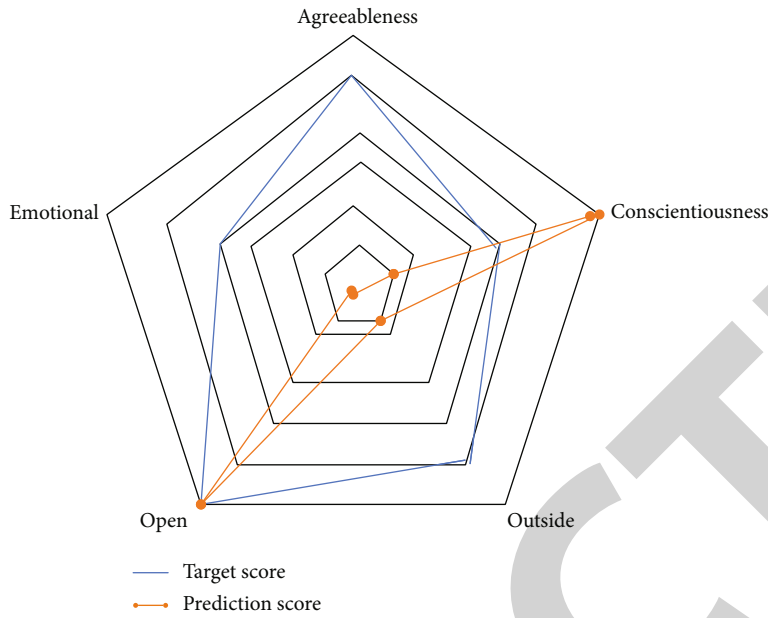 Agreeableness
Emotional
Conscientiousness
Open
Outside
Target score
Prediction score